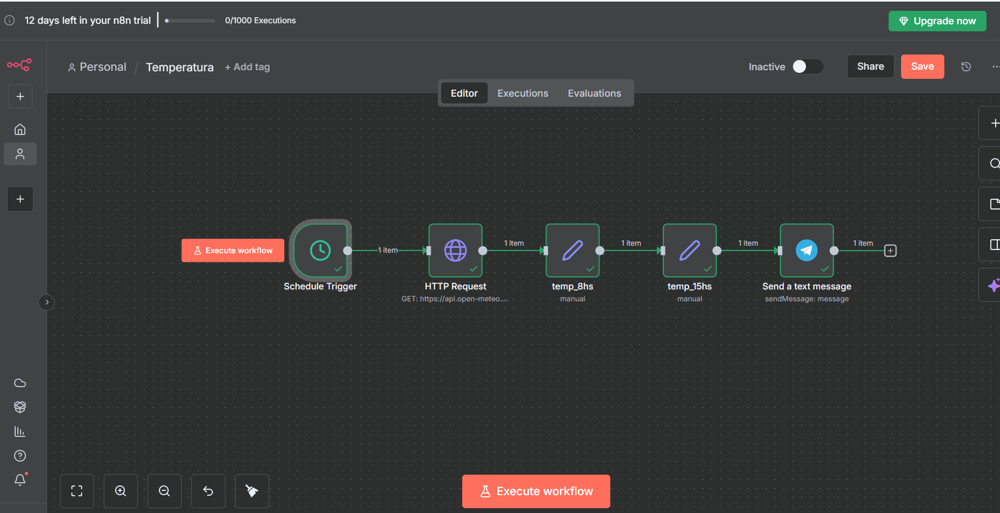 12 days left in your n8n trial
0/1000 Executions
Upgrade now
Personal / Temperatura + Add tag
Inactive
Share
Save
Editor
Executions
Evaluations
Execute workflow
1 item
1 item
1 item
1 item
1 item
Schedule Trigger
HTTP Request
GET: https://api.open-meteo....
temp_8hs
manual
temp_15hs
manual
Send a text message
sendMessage: message
Execute workflow